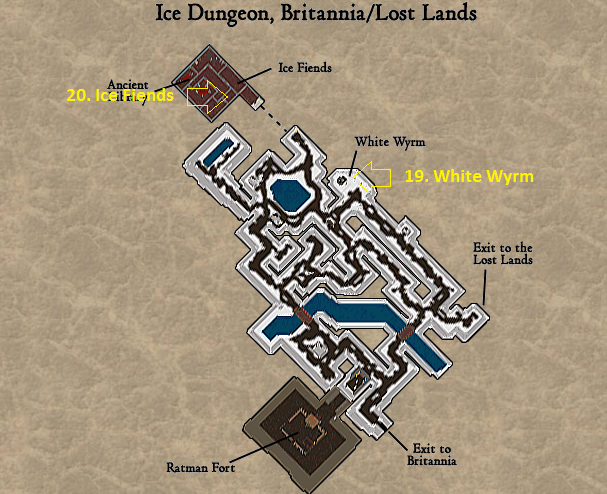 Ice Dungeon, Britannia/Lost Lands
Ice Fiends
Ancient
20. Ice Fiends
White Wyrm
19. White Wyrm
Exit to the
Lost Lands
Exit to
Britannia
Ratman Fort